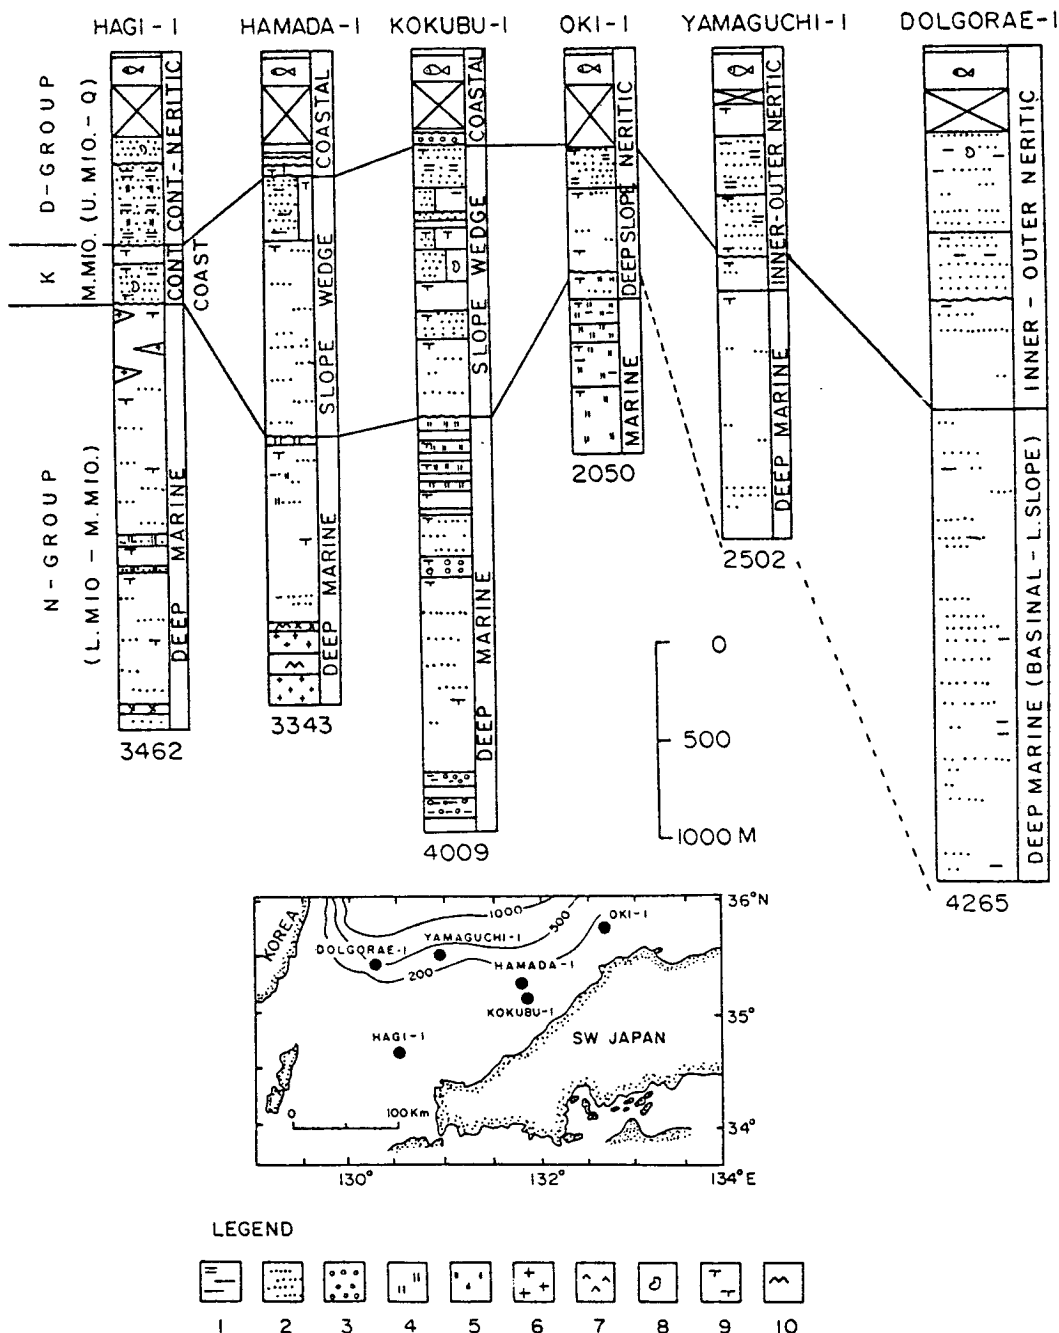 HAGI-1 HAMADA-1 KOKUBU-1 OKI-1 YAMAGUCHI-1 DOLGORAE-1
D-GROUP
(U. MIO. - Q)
K
M.MIO.
N-GROUP
(L. MIO - M. MIO.)
CONT.-NERITIC
CONT
COAST
DEEP MARINE
3462
COASTAL
SLOPE WEDGE
DEEP MARINE
3343
COASTAL
SLOPE WEDGE
DEEP MARINE
4009
NERITIC
SLOPE
DEEP
MARINE
2050
INNER-OUTER NERTIC
DEEP MARINE
2502
INNER - OUTER NERITIC
DEEP MARINE (BASINAL - L. SLOPE)
4265
0
500
1000 M
36°N
35°
34°
130° 132° 134°E
KOREA
1000
500
200
OKI-1
DOLGORAE-1
YAMAGUCHI-1
HAMADA-1
KOKUBU-1
HAGI-1
SW JAPAN
0 100 Km
LEGEND
1 2 3 4 5 6 7 8 9 10